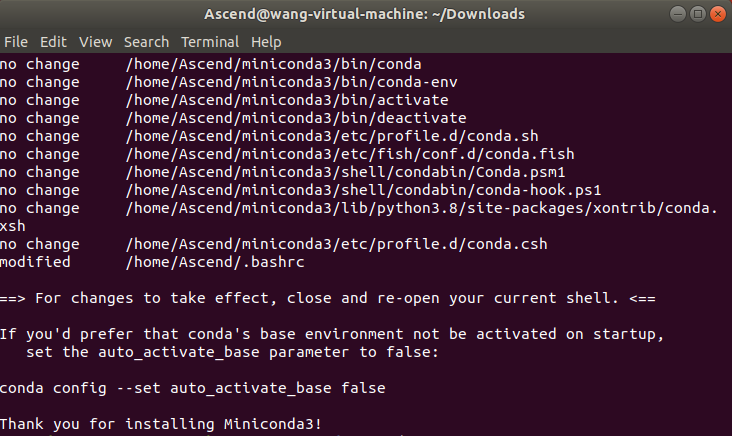 Ascend@wang-virtual-machine: ~/Downloads
File Edit View Search Terminal Help
no change /home/Ascend/miniconda3/bin/conda
no change /home/Ascend/miniconda3/bin/conda-env
no change /home/Ascend/miniconda3/bin/activate
no change /home/Ascend/miniconda3/bin/deactivate
no change /home/Ascend/miniconda3/etc/profile.d/conda.sh
no change /home/Ascend/miniconda3/etc/fish/conf.d/conda.fish
no change /home/Ascend/miniconda3/shell/condabin/Conda.psm1
no change /home/Ascend/miniconda3/shell/condabin/conda-hook.ps1
no change /home/Ascend/miniconda3/lib/python3.8/site-packages/xontrib/conda.
xsh
no change /home/Ascend/miniconda3/etc/profile.d/conda.csh
modified /home/Ascend/.bashrc
==> For changes to take effect, close and re-open your current shell. <==
If you'd prefer that conda's base environment not be activated on startup,
set the auto_activate_base parameter to false:
conda config --set auto_activate_base false
Thank you for installing Miniconda3!